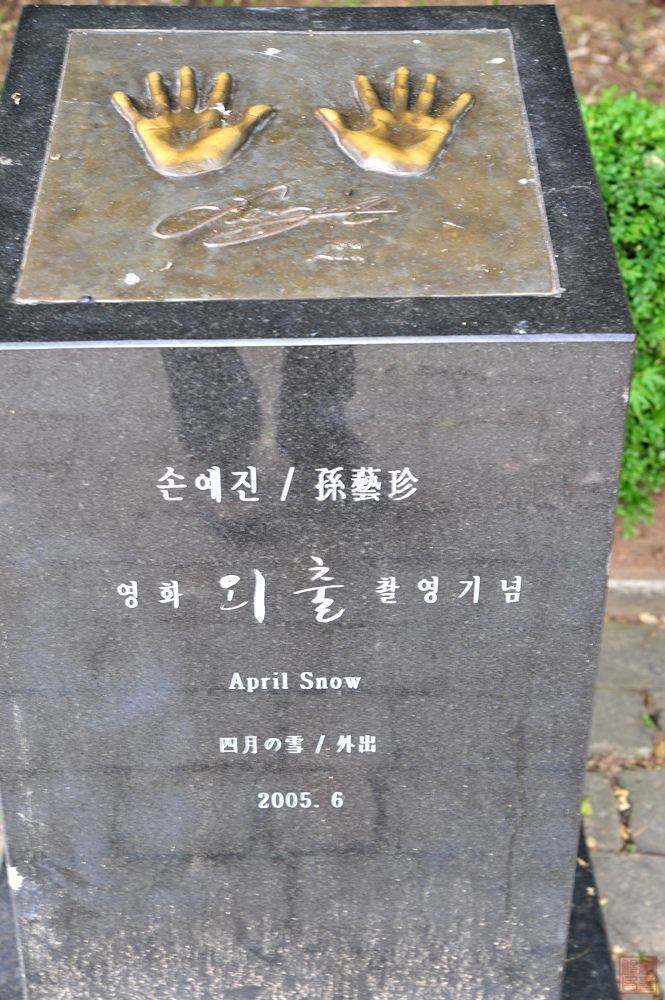 손예진 / 孫藝珍
영화 외출 촬영기념
April Snow
四月の雪 / 外出
2005. 6